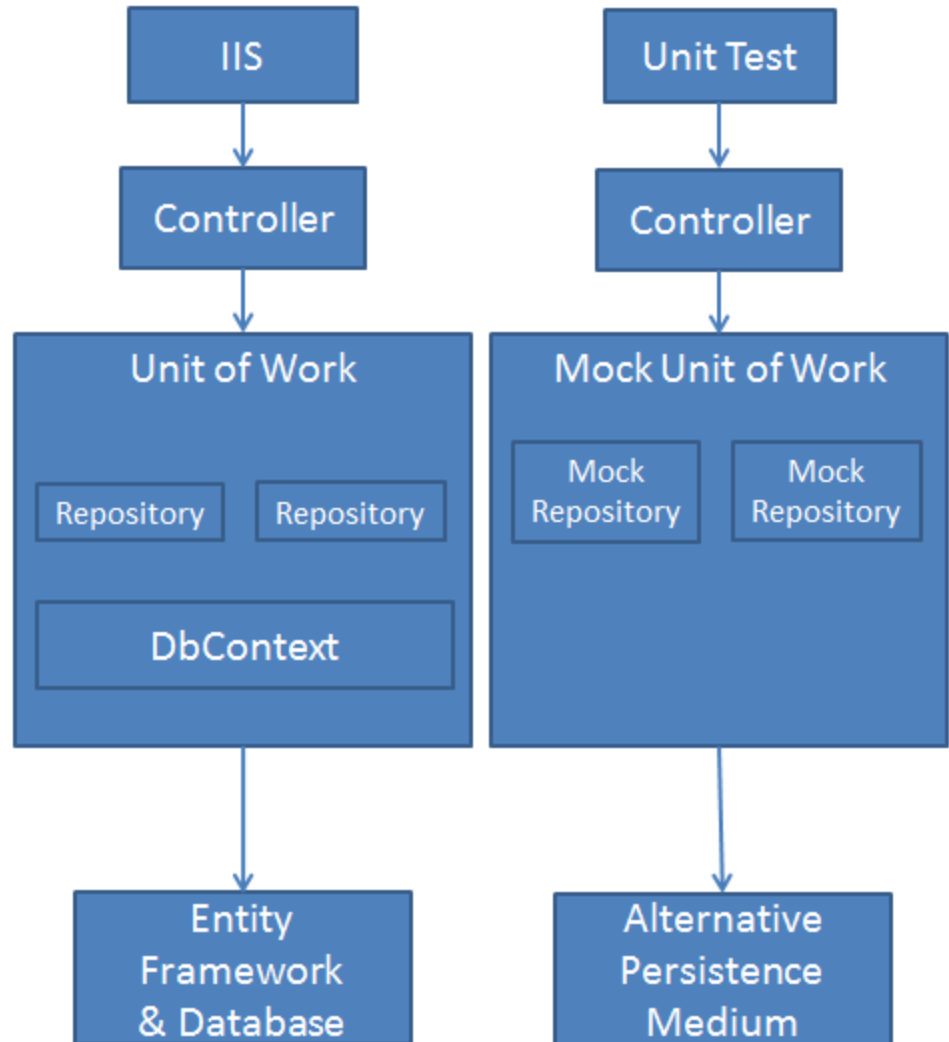 IIS
Controller
Unit of Work
Repository
Repository
DbContext
Entity
Framework
& Database
Unit Test
Controller
Mock Unit of Work
Mock
Repository
Mock
Repository
Alternative
Persistence
Medium